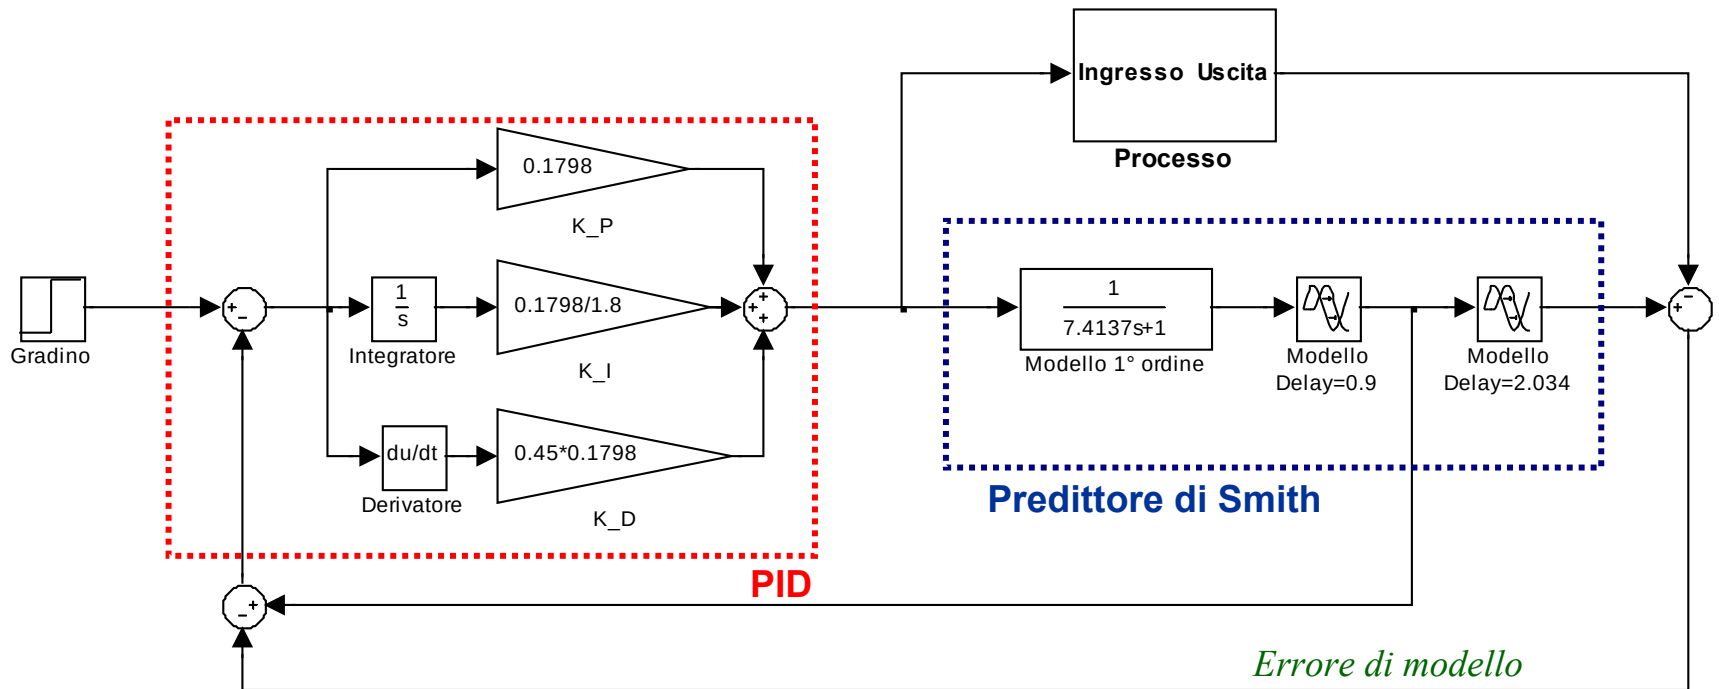 Ingresso Uscita
Processo
0.1798
K_P
Gradino
1
s
Integratore
0.1798/1.8
K_I
du/dt
Derivatore
0.45*0.1798
K_D
PID
1
7.4137s+1
Modello 1° ordine
Modello
Delay=0.9
Modello
Delay=2.034
Predittore di Smith
Errore di modello